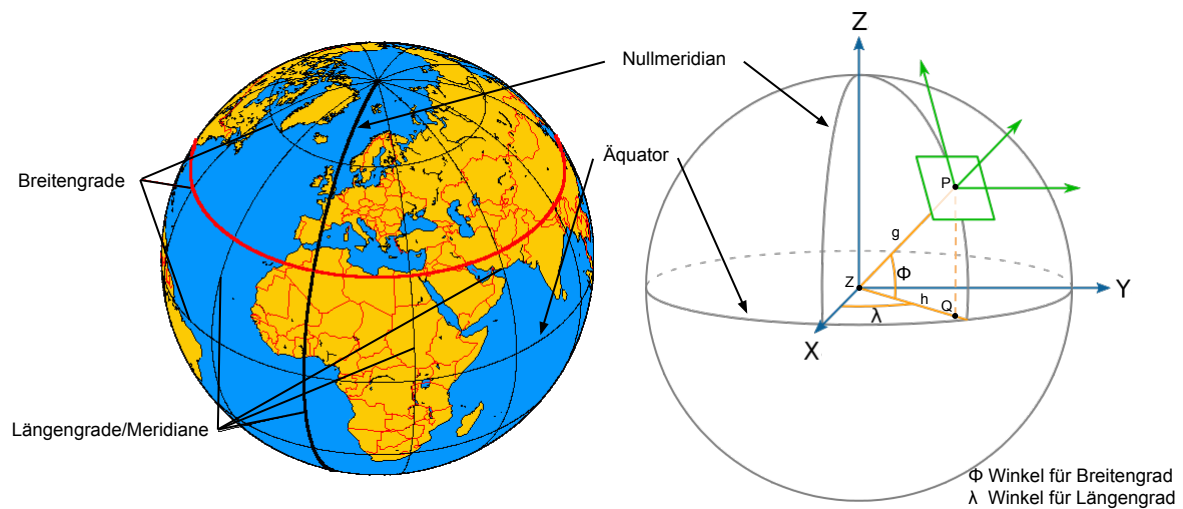 Nullmeridian
Breitengrade
Äquator
Längengrade/Meridiane
Z
P
g
Φ
Z
h
Q
λ
Y
X
Φ Winkel für Breitengrad
λ Winkel für Längengrad